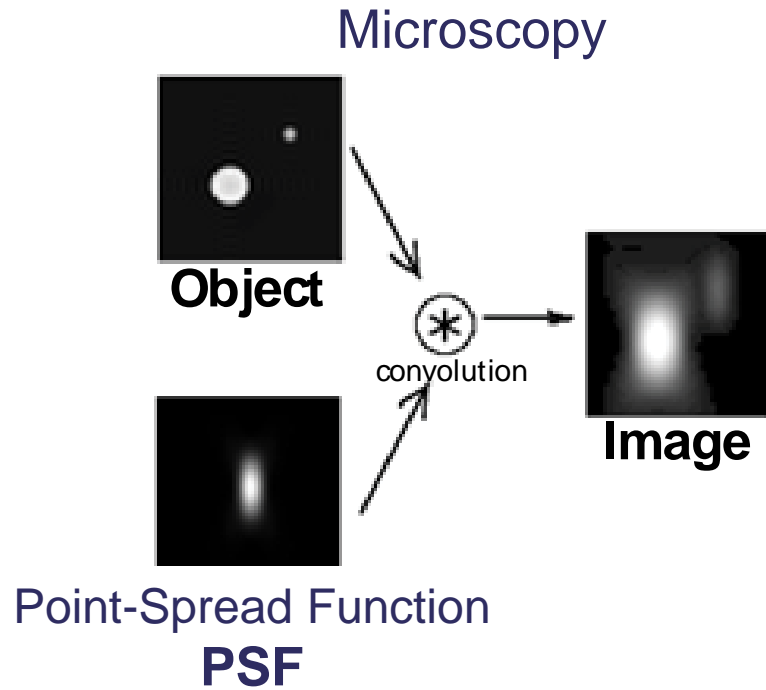 Microscopy
Object
convolution
Image
Point-Spread Function
PSF